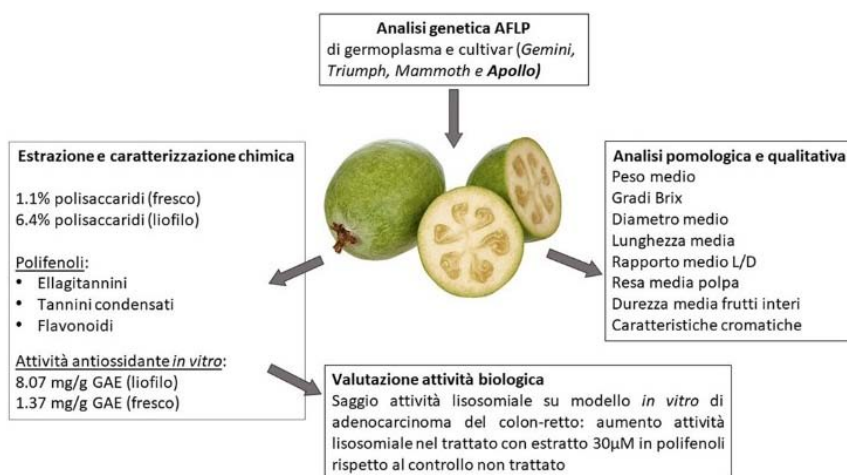 Analisi genetica AFLP
di germoplasma e cultivar (Gemini,
Triumph, Mammoth e Apollo)
Estrazione e caratterizzazione chimica
1.1% polisaccaridi (fresco)
6.4% polisaccaridi (liofilo)
Polifenoli:
• Ellagitannini
• Tannini condensati
• Flavonoidi
Attività antiossidante in vitro:
8.07 mg/g GAE (liofilo)
1.37 mg/g GAE (fresco)
Analisi pomologica e qualitativa
Peso medio
Gradi Brix
Diametro medio
Lunghezza media
Rapporto medio L/D
Resa media polpa
Durezza media frutti interi
Caratteristiche cromatiche
Valutazione attività biologica
Saggio attività lisosomiale su modello in vitro di
adenocarcinoma del colon-retto: aumento attività
lisosomiale nel trattato con estratto 30µM in polifenoli
rispetto al controllo non trattato